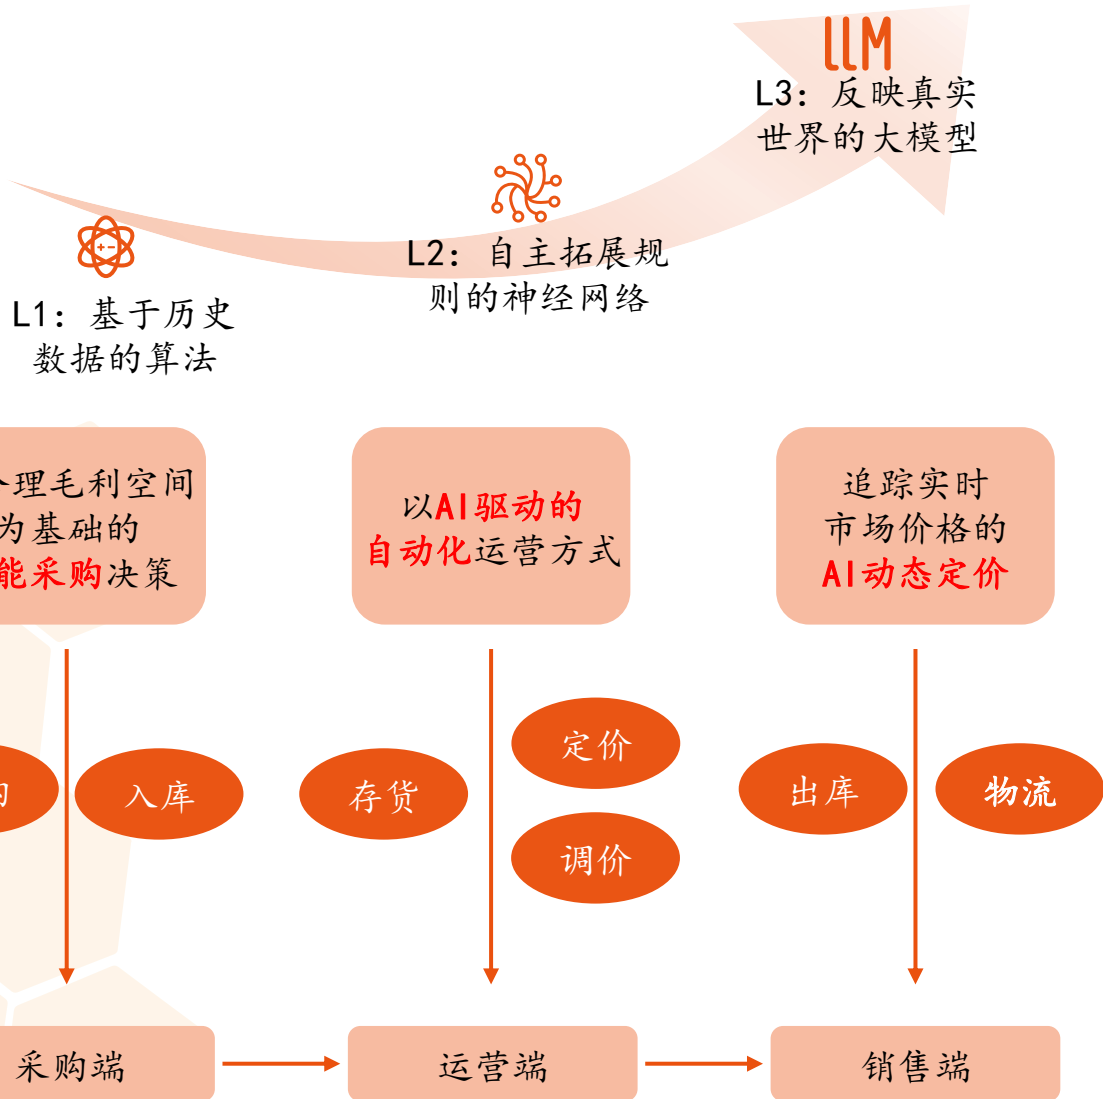 LLM
L3：反映真实
世界的大模型
L2：自主拓展规
则的神经网络
L1：基于历史
数据的算法
理毛利空间
为基础的
能采购决策
以AI驱动的
自动化运营方式
追踪实时
市场价格的
AI动态定价
入库
存货
定价
调价
出库
物流
采购端
运营端
销售端